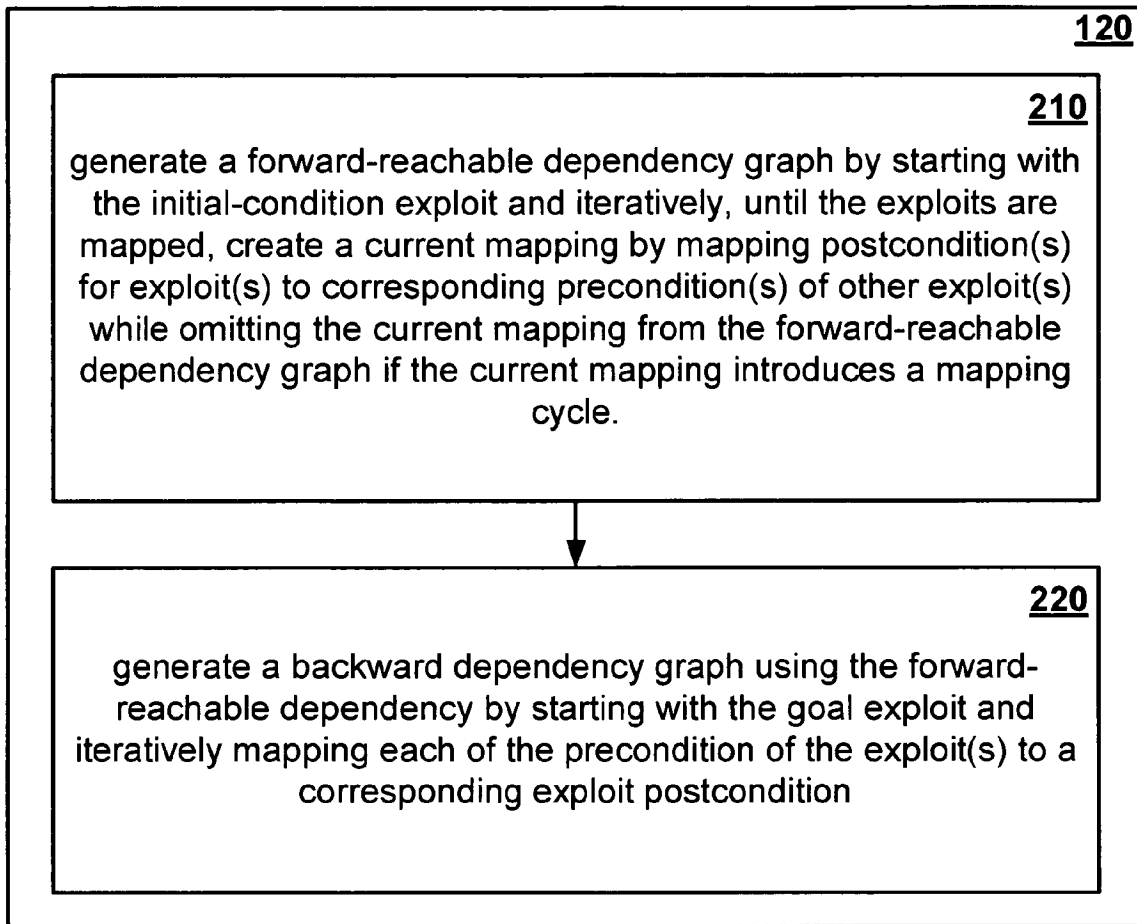 120
210
generate a forward-reachable dependency graph by starting with
the initial-condition exploit and iteratively, until the exploits are
mapped, create a current mapping by mapping postcondition(s)
for exploit(s) to corresponding precondition(s) of other exploit(s)
while omitting the current mapping from the forward-reachable
dependency graph if the current mapping introduces a mapping
cycle.
220
generate a backward dependency graph using the forward-
reachable dependency by starting with the goal exploit and
iteratively mapping each of the precondition of the exploit(s) to a
corresponding exploit postcondition